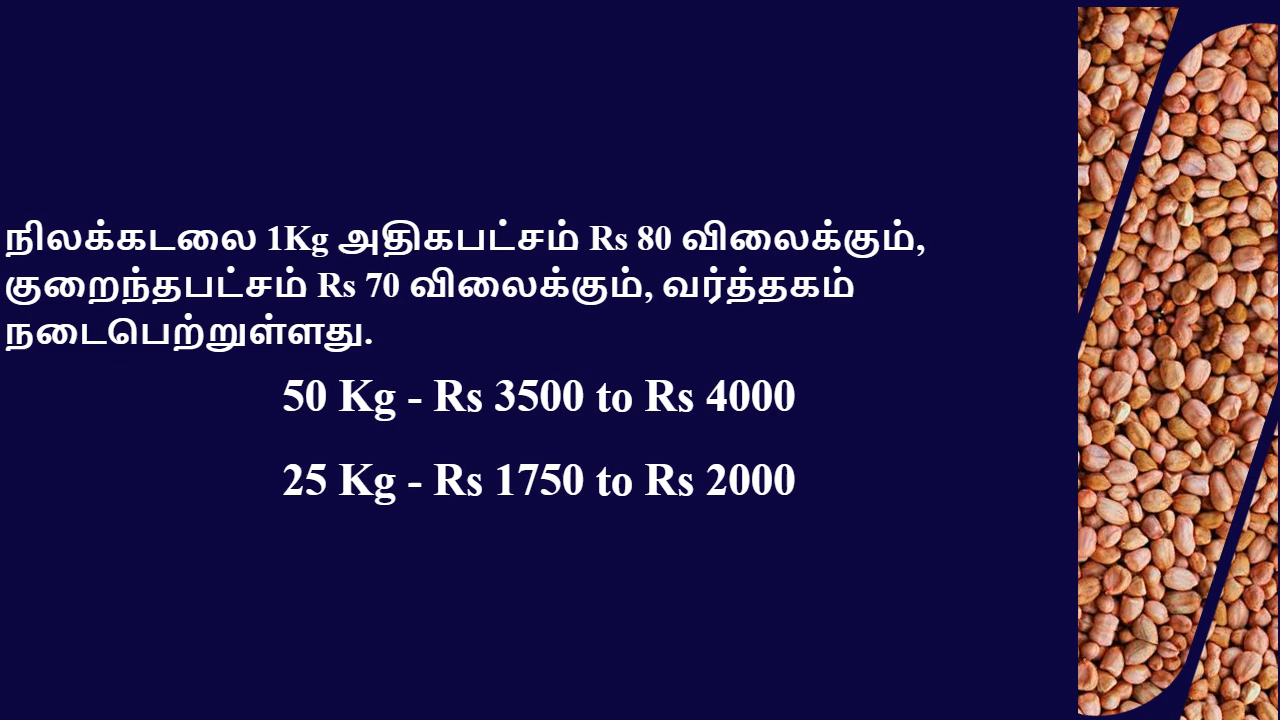 நிலக்கடலை 1Kg அதிகபட்சம் Rs 80 விலைக்கும்,
குறைந்தபட்சம் Rs 70 விலைக்கும், வர்த்தகம்
நடைபெற்றுள்ளது.
50 Kg - Rs 3500 to Rs 4000
25 Kg - Rs 1750 to Rs 2000